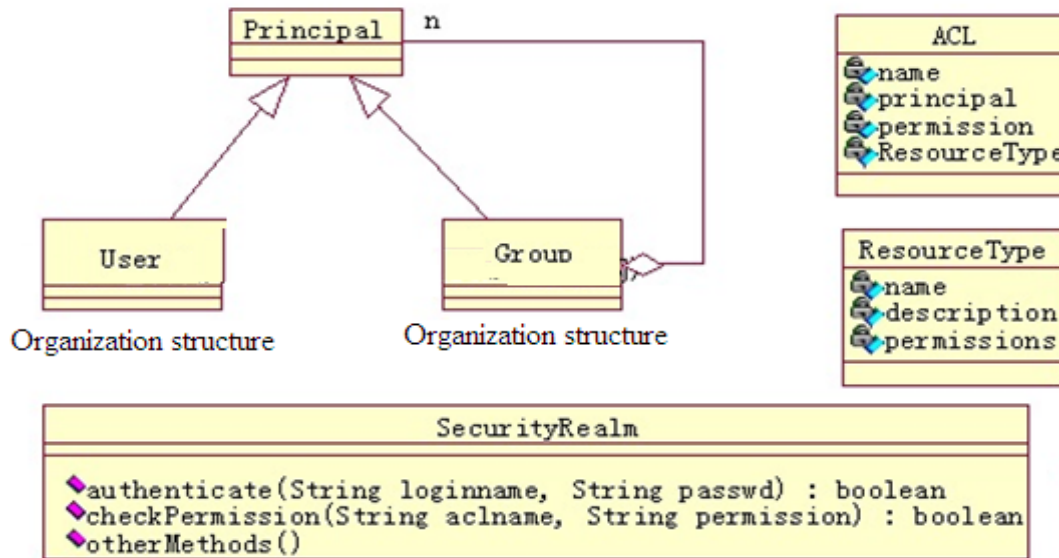 Principal
n
User
Group
Organization structure
Organization structure
ACL
name
principal
permission
ResourceType
ResourceType
name
description
permissions
SecurityRealm
authenticate(String loginname, String passwd) : boolean
checkPermission(String aclname, String permission) : boolean
otherMethods()